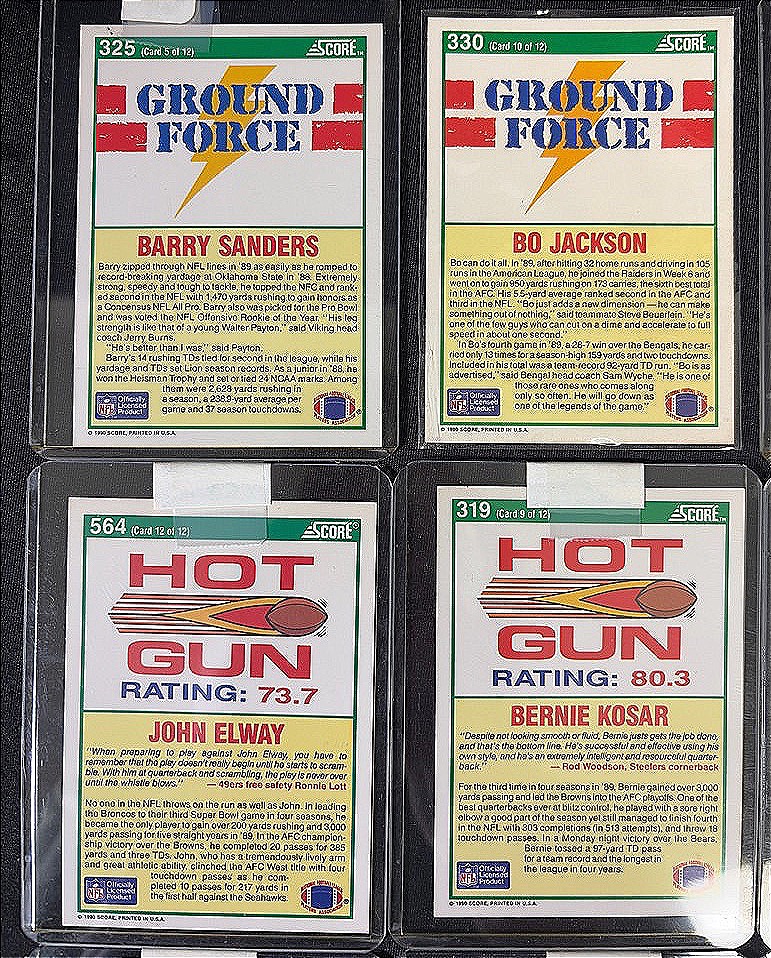 325 (Card 5 of 12) SCORE™
GROUND
FORCE
BARRY SANDERS
Barry zipped through NFL lines in '89 as easily as he romped to
record-breaking yardage at Oklahoma State in '88. Extremely
strong, speedy and tough to tackle, he topped the NFC and rank-
ed second in the NFL with 1,470 yards rushing to gain honors as
a Consensus NFL All Pro. Barry also was picked for the Pro Bowl
and was voted the NFL Offensive Rookie of the Year. "His leg
strength is like that of a young Walter Payton," said Viking head
coach Jerry Burns.
"He's better than I was," said Payton.
Barry's 14 rushing TDs tied for second in the league, while his
yardage and TDs set Lion season records. As a junior in '88, he
won the Heisman Trophy and set or tied 24 NCAA marks. Among
them were 2,628 yards rushing in
a season, a 238.9-yard average per
game and 37 season touchdowns.
NFL
Officially
Licensed
Product
© 1990 SCORE, PRINTED IN U.S.A.
330 (Card 10 of 12) SCORE™
GROUND
FORCE
BO JACKSON
Bo can do it all. In '89, after hitting 32 home runs and driving in 105
runs in the American League, he joined the Raiders in Week 6 and
went on to gain 950 yards rushing on 173 carries, the sixth best total
in the AFC. His 5.5-yard average ranked second in the AFC and
third in the NFL. "Bo just adds a new dimension — he can make
something out of nothing," said teammate Steve Beuerlein. "He's
one of the few guys who can cut on a dime and accelerate to full
speed in about one second."
In Bo's fourth game in '89, a 28-7 win over the Bengals, he car-
ried only 13 times for a season-high 159 yards and two touchdowns.
Included in his total was a team-record 92-yard TD run. "Bo is as
advertised," said Bengal head coach Sam Wyche. "He is one of
those rare ones who comes along
only so often. He will go down as
one of the legends of the game."
NFL
Officially
Licensed
Product
© 1990 SCORE, PRINTED IN U.S.A.
564 (Card 12 of 12) SCORE®
HOT
GUN
RATING: 73.7
JOHN ELWAY
"When preparing to play against John Elway, you have to
remember that the play doesn't really begin until he starts to scram-
ble. With him at quarterback and scrambling, the play is never over
until the whistle blows." — 49ers free safety Ronnie Lott
No one in the NFL throws on the run as well as John. In leading
the Broncos to their third Super Bowl game in four seasons, he
became the only player to gain over 200 yards rushing and 3,000
yards passing for five straight years in '89. In the AFC champion-
ship victory over the Browns, he completed 20 passes for 385
yards and three TDs. John, who has a tremendously lively arm
and great athletic ability, clinched the AFC West title with four
touchdown passes as he com-
pleted 10 passes for 217 yards in
the first half against the Seahawks.
NFL
Officially
Licensed
Product
© 1990 SCORE, PRINTED IN U.S.A.
319 (Card 9 of 12) SCORE™
HOT
GUN
RATING: 80.3
BERNIE KOSAR
"Despite not looking smooth or fluid, Bernie just gets the job done,
and that's the bottom line. He's successful and effective using his
own style, and he's an extremely intelligent and resourceful quarter-
back." — Rod Woodson, Steelers cornerback
For the third time in four seasons in '89, Bernie gained over 3,000
yards passing and led the Browns into the AFC playoffs. One of the
best quarterbacks ever at blitz control, he played with a sore right
elbow a good part of the season yet still managed to finish fourth
in the NFL with 303 completions (in 513 attempts), and threw 18
touchdown passes. In a Monday night victory over the Bears,
Bernie tossed a 97-yard TD pass
for a team record and the longest in
the league in four years.
NFL
Officially
Licensed
Product
© 1990 SCORE, PRINTED IN U.S.A.